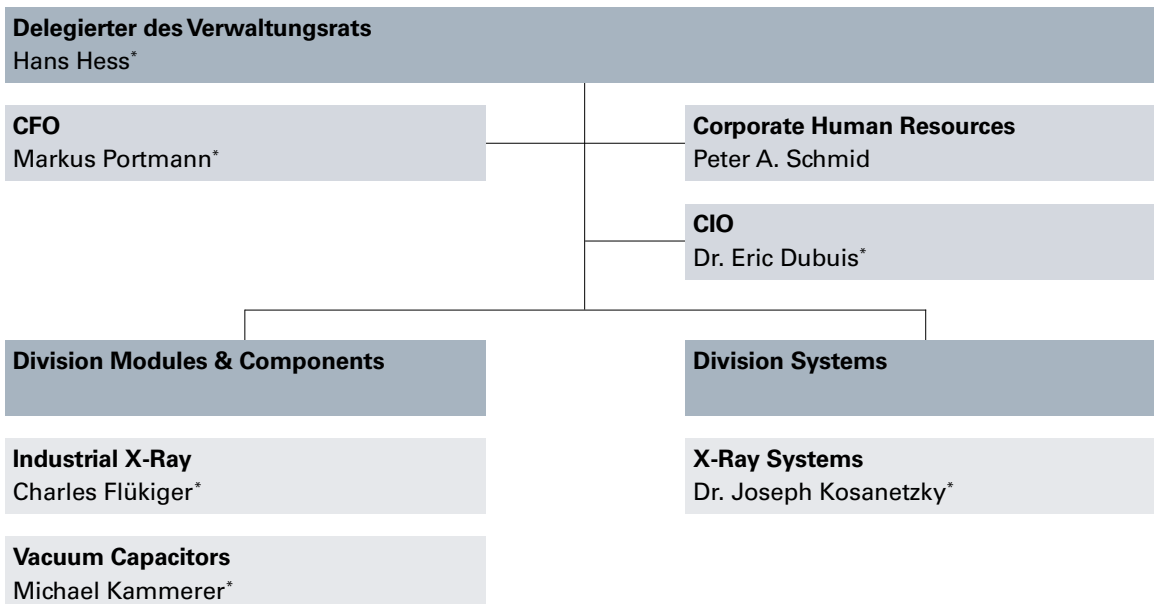 Delegierter des Verwaltungsrats
Hans Hess*
CFO
Markus Portmann*
Corporate Human Resources
Peter A. Schmid
CIO
Dr. Eric Dubuis*
Division Modules & Components
Division Systems
Industrial X-Ray
Charles Flükiger*
X-Ray Systems
Dr. Joseph Kosanetzky*
Vacuum Capacitors
Michael Kammerer*